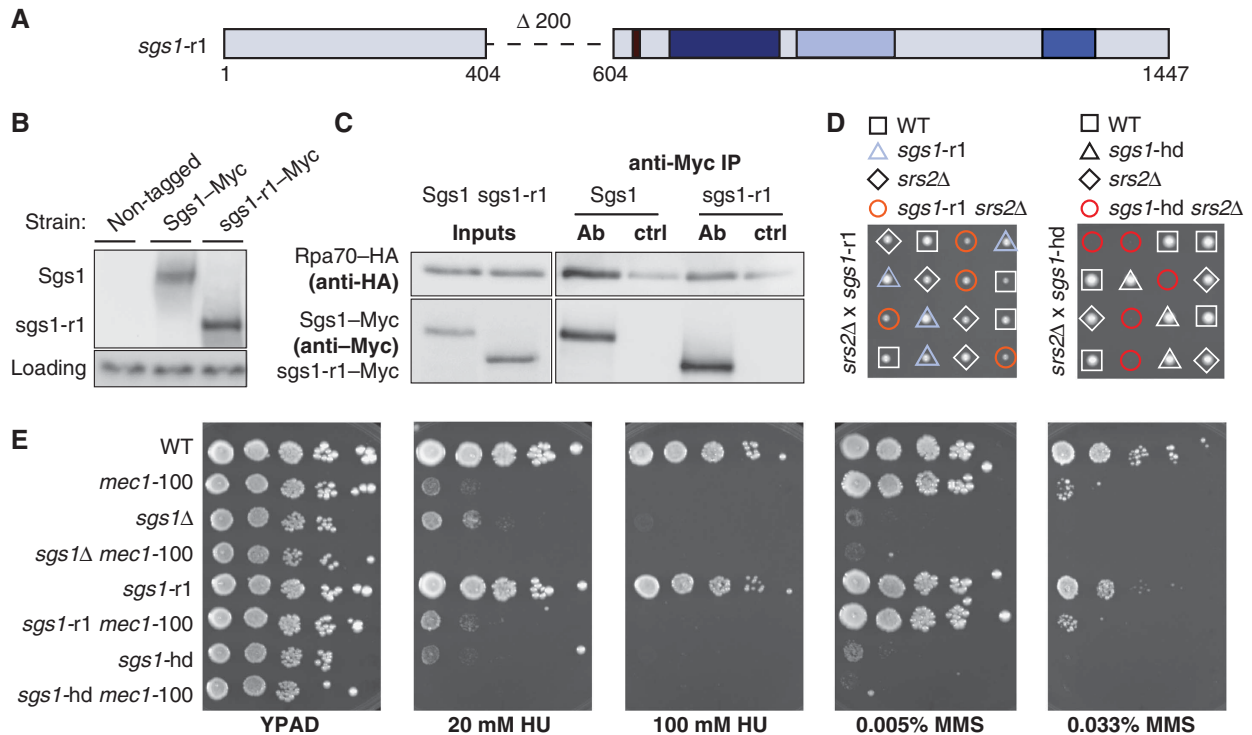 A
sgs1-r1
Δ 200
1
404
604
1447
B
Strain:
Non-tagged
Sgs1–Myc
sgs1-r1–Myc
Sgs1
sgs1-r1
Loading
C
anti-Myc IP
Sgs1 sgs1-r1
Sgs1
sgs1-r1
Inputs
Ab
ctrl
Ab
ctrl
Rpa70–HA
(anti-HA)
Sgs1–Myc
(anti–Myc)
sgs1-r1–Myc
D
WT
sgs1-r1
srs2Δ
sgs1-r1 srs2Δ
srs2Δ x sgs1-r1
WT
sgs1-hd
srs2Δ
sgs1-hd srs2Δ
srs2Δ x sgs1-hd
E
WT
mec1-100
sgs1Δ
sgs1Δ mec1-100
sgs1-r1
sgs1-r1 mec1-100
sgs1-hd
sgs1-hd mec1-100
YPAD
20 mM HU
100 mM HU
0.005% MMS
0.033% MMS